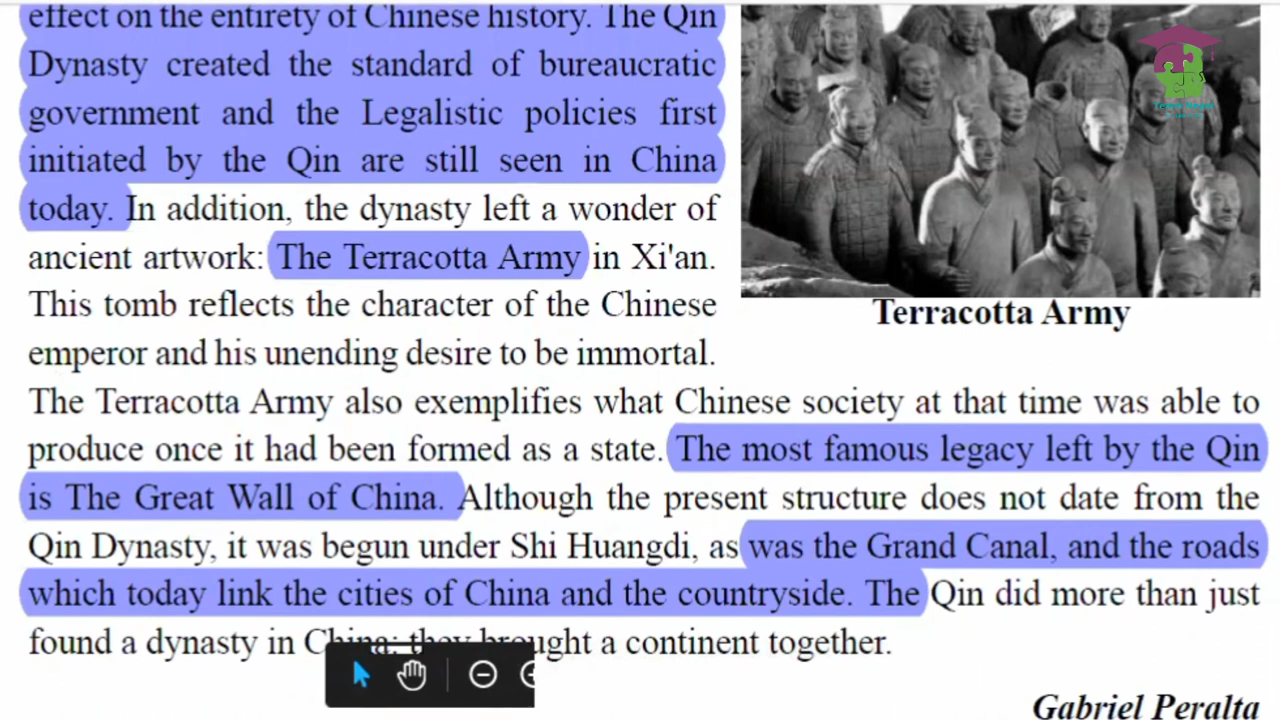 effect on the entirety of Chinese history. The Qin
Dynasty created the standard of bureaucratic
government and the Legalistic policies first
initiated by the Qin are still seen in China
today. In addition, the dynasty left a wonder of
ancient artwork: The Terracotta Army in Xi'an.
This tomb reflects the character of the Chinese
emperor and his unending desire to be immortal.
Terracotta Army
The Terracotta Army also exemplifies what Chinese society at that time was able to
produce once it had been formed as a state. The most famous legacy left by the Qin
is The Great Wall of China. Although the present structure does not date from the
Qin Dynasty, it was begun under Shi Huangdi, as was the Grand Canal, and the roads
which today link the cities of China and the countryside. The Qin did more than just
found a dynasty in China; they brought a continent together.
Gabriel Peralta